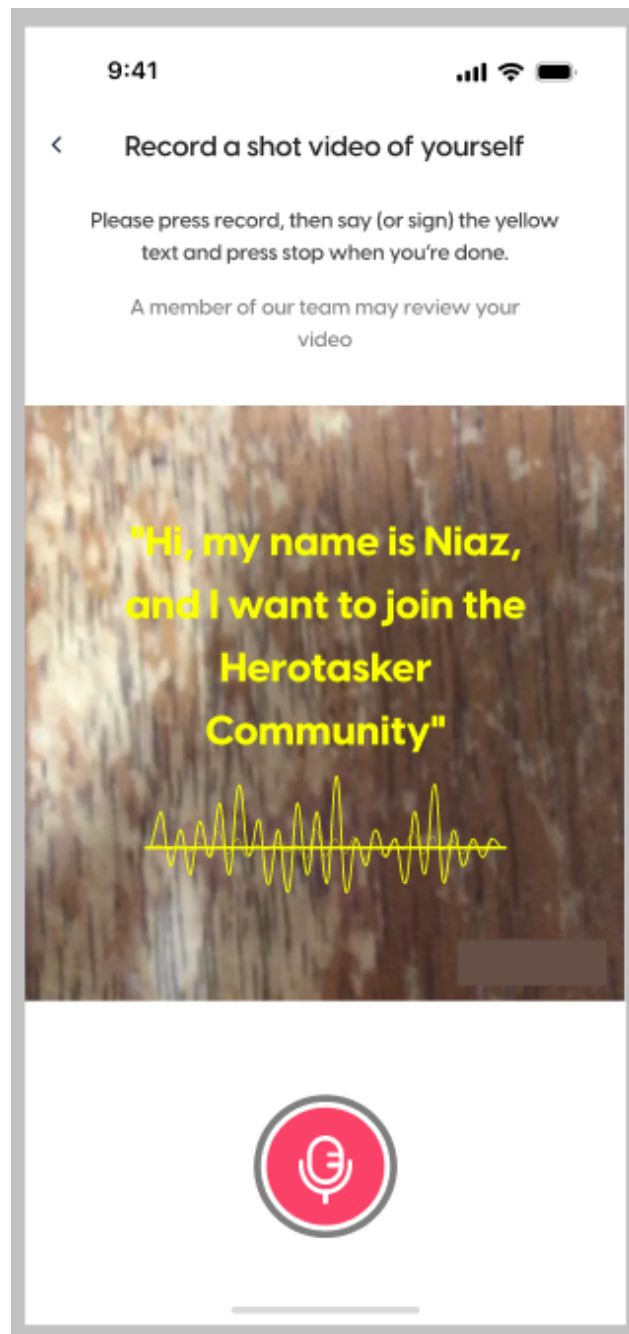 9:41
Record a shot video of yourself
Please press record, then say (or sign) the yellow
text and press stop when you're done.
A member of our team may review your
video
"Hi, my name is Niaz,
and I want to join the
Herotasker
Community"